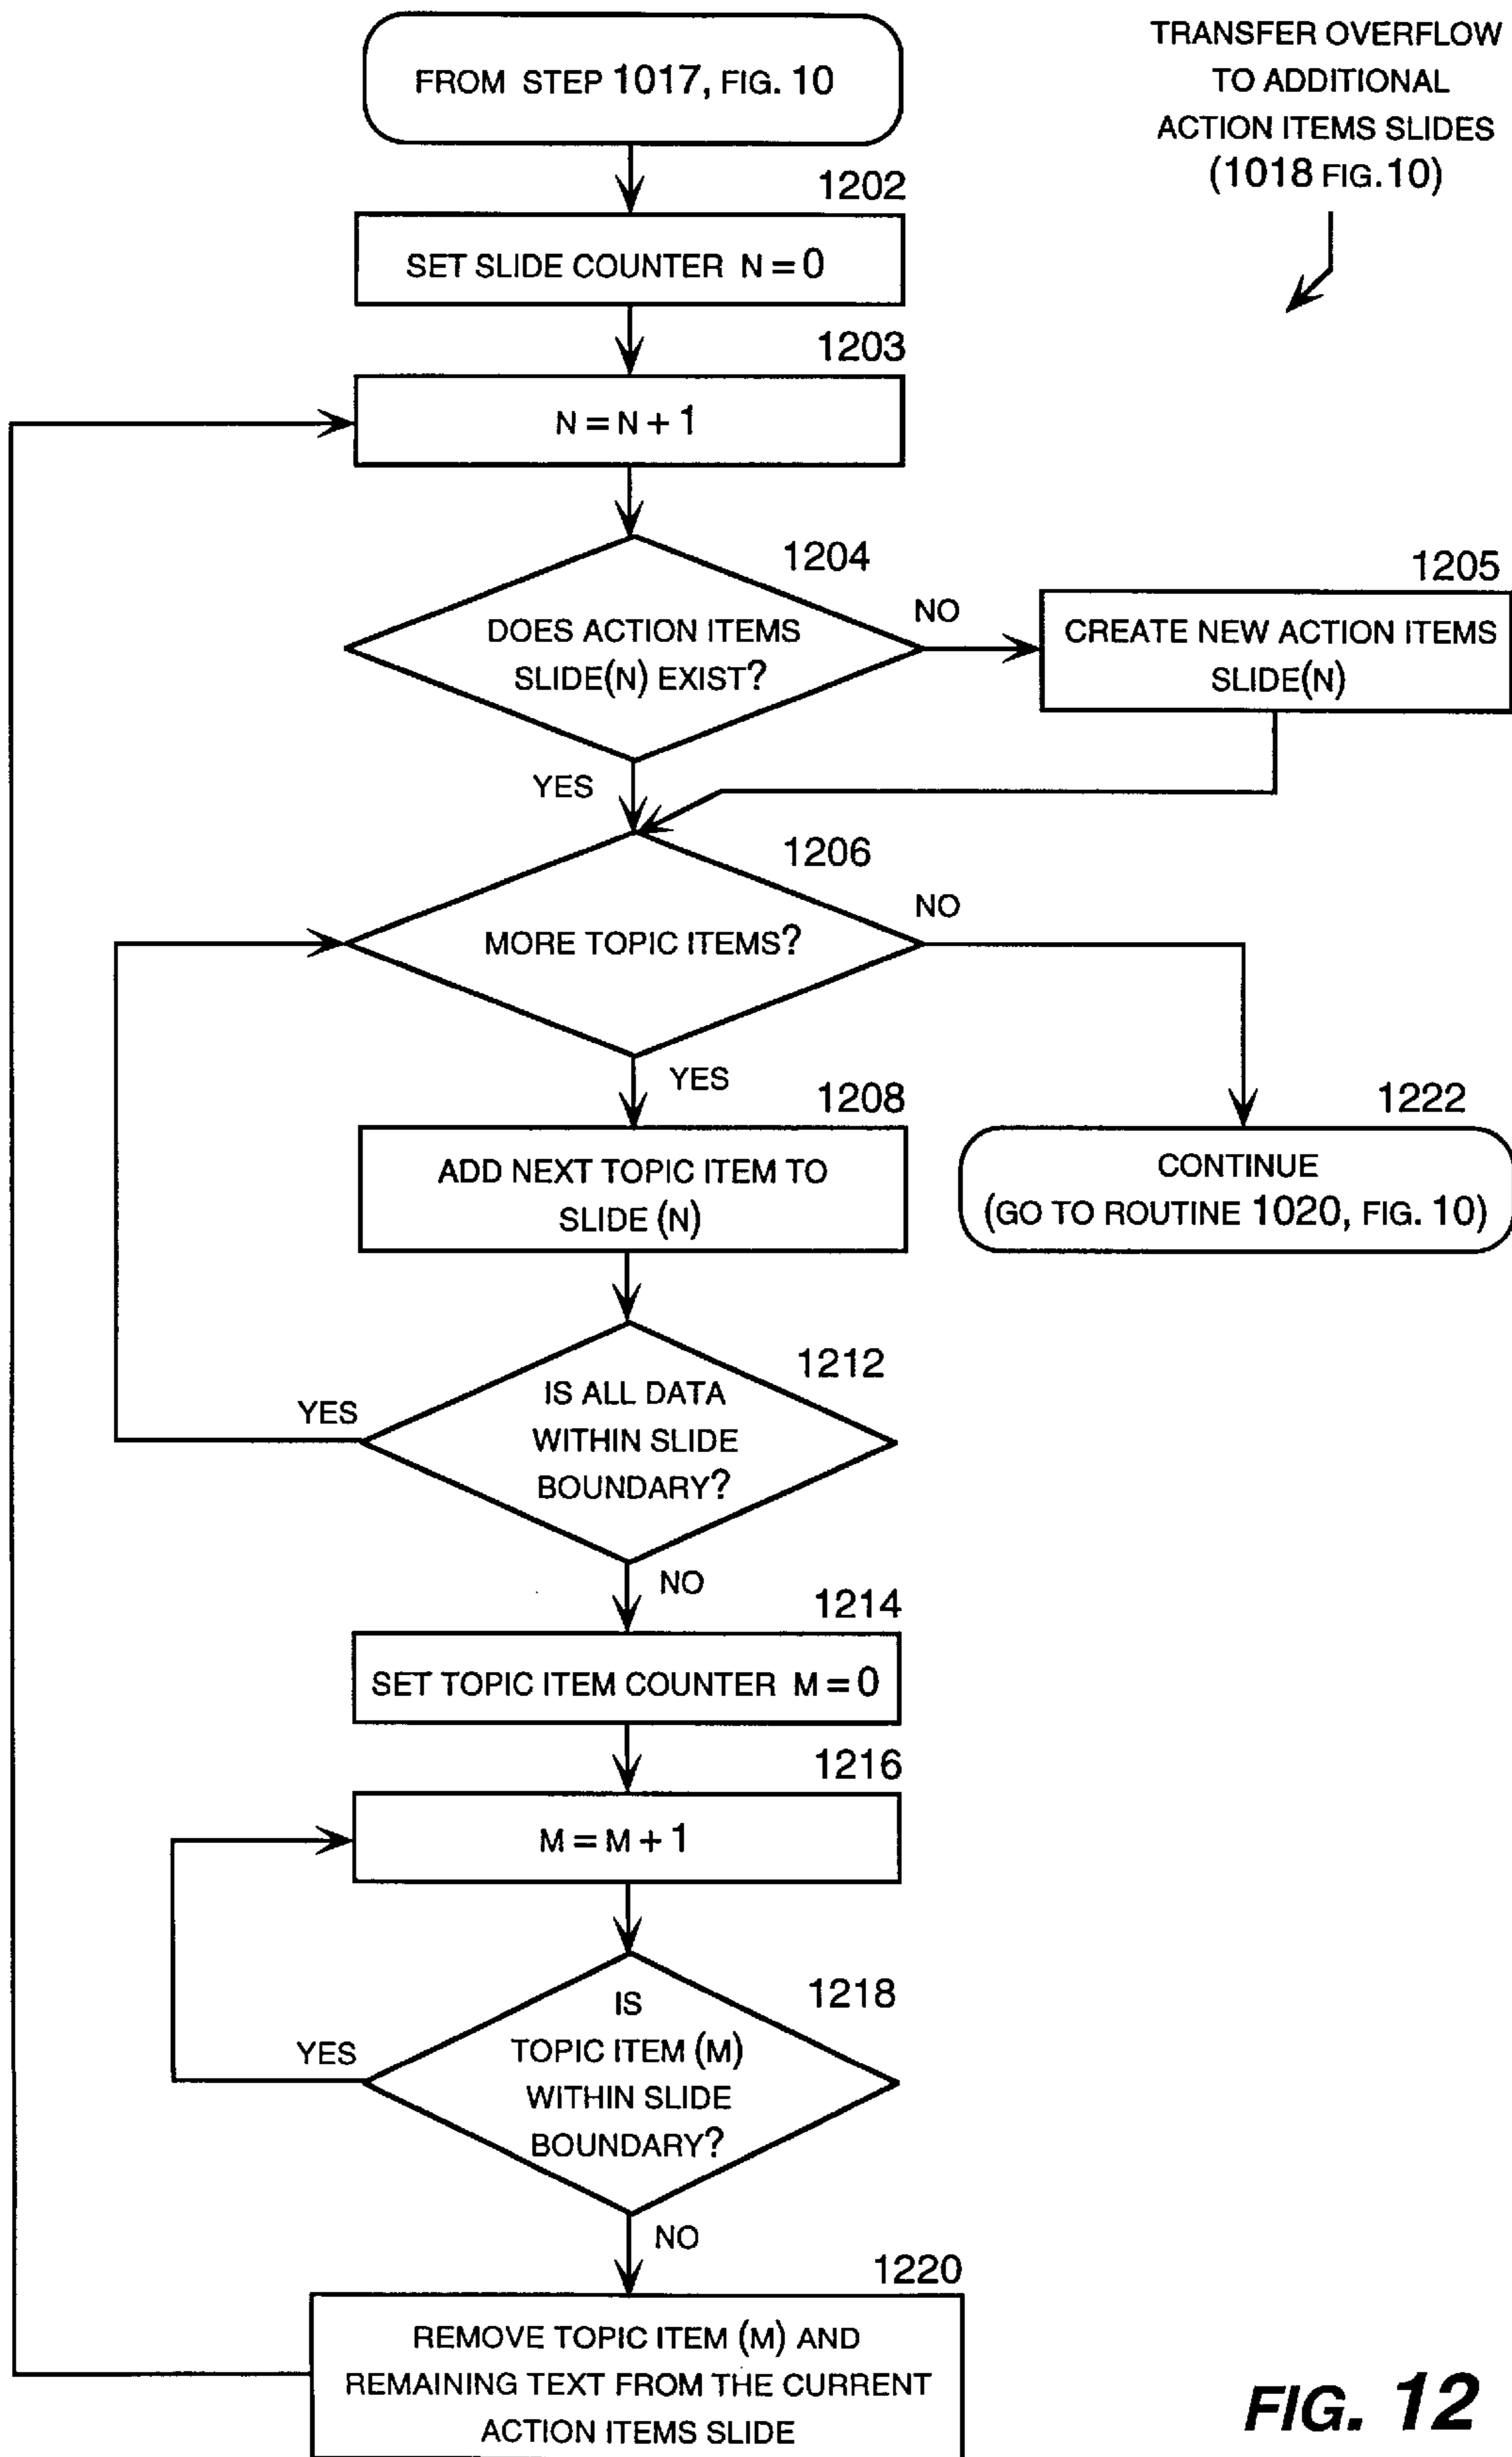 FROM STEP 1017, FIG. 10
TRANSFER OVERFLOW
TO ADDITIONAL
ACTION ITEMS SLIDES
(1018 FIG.10)
1202
SET SLIDE COUNTER N = 0
1203
N = N + 1
1204
DOES ACTION ITEMS
SLIDE(N) EXIST?
NO
1205
CREATE NEW ACTION ITEMS
SLIDE(N)
YES
1206
MORE TOPIC ITEMS?
NO
YES
1208
ADD NEXT TOPIC ITEM TO
SLIDE (N)
1222
CONTINUE
(GO TO ROUTINE 1020, FIG. 10)
1212
IS ALL DATA
WITHIN SLIDE
BOUNDARY?
YES
NO
1214
SET TOPIC ITEM COUNTER M = 0
1216
M = M + 1
1218
IS
TOPIC ITEM (M)
WITHIN SLIDE
BOUNDARY?
YES
NO
1220
REMOVE TOPIC ITEM (M) AND
REMAINING TEXT FROM THE CURRENT
ACTION ITEMS SLIDE
FIG. 12